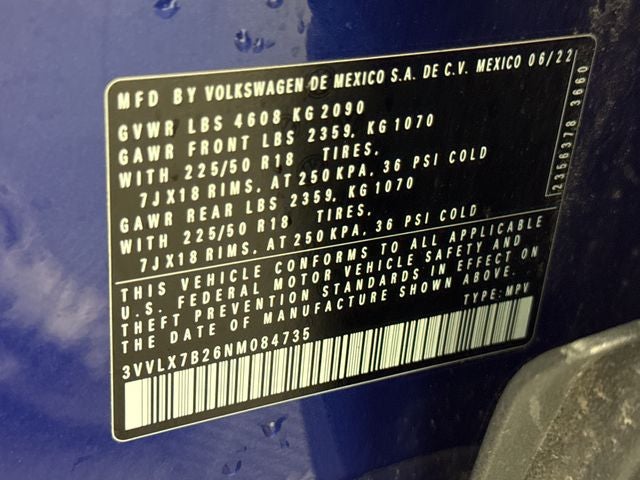 MFD BY VOLKSWAGEN DE MEXICO S.A. DE C.V. MEXICO 06/22
GVWR LBS 4608 KG 2090
GAWR FRONT LBS 2359, KG 1070
WITH 225/50 R18 TIRES,
7JX18 RIMS, AT 250 KPA, 36 PSI COLD
GAWR REAR LBS 2359, KG 1070
WITH 225/50 R18 TIRES,
7JX18 RIMS, AT 250 KPA, 36 PSI COLD
THIS VEHICLE CONFORMS TO ALL APPLICABLE
U.S. FEDERAL MOTOR VEHICLE SAFETY AND
THEFT PREVENTION STANDARDS IN EFFECT ON
THE DATE OF MANUFACTURE SHOWN ABOVE.
3VVLX7B26NM084735 TYPE: MPV
2356378 3660